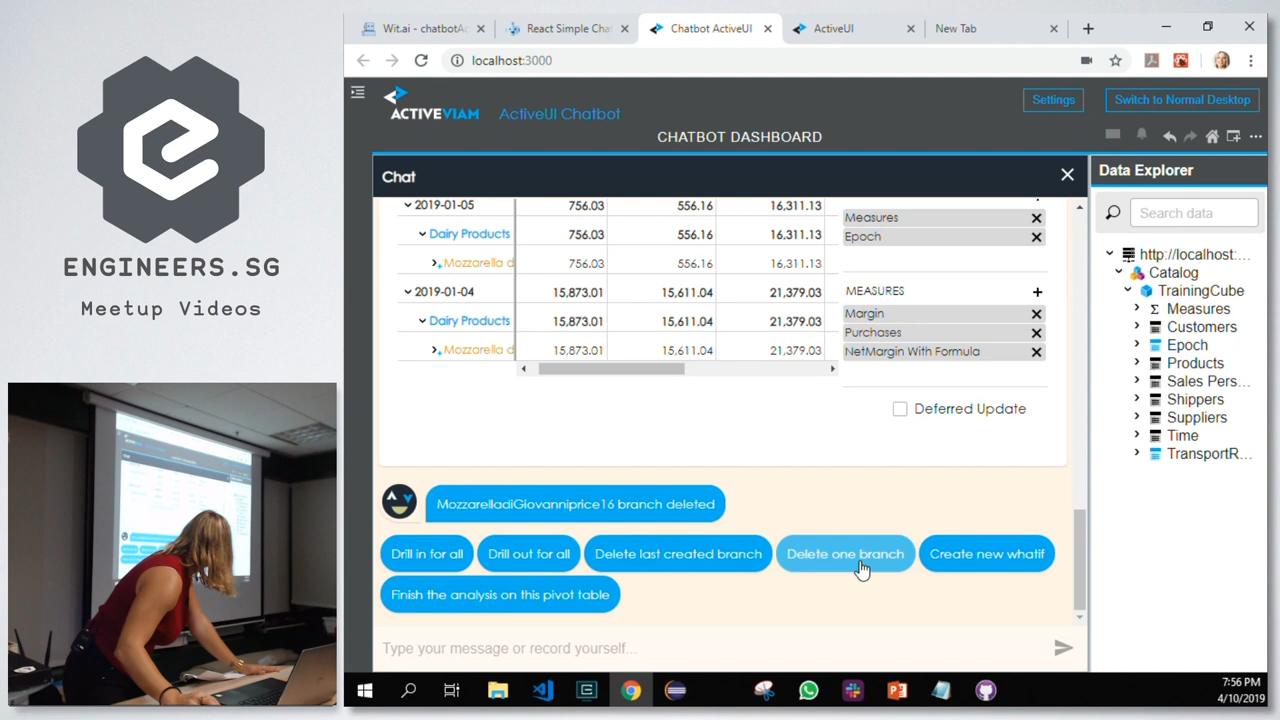 ENGINEERS.SG
Meetup Videos
Wit.ai - chatbotAc
React Simple Chat
Chatbot ActiveUI
ActiveUI
New Tab
localhost:3000
ACTIVEVIAM
ActiveUI Chatbot
Settings
Switch to Normal Desktop
CHATBOT DASHBOARD
Chat
2019-01-05 756.03 556.16 16,311.13
Dairy Products 756.03 556.16 16,311.13
Mozzarella d 756.03 556.16 16,311.13
2019-01-04 15,873.01 15,611.04 21,379.03
Dairy Products 15,873.01 15,611.04 21,379.03
Mozzarella d 15,873.01 15,611.04 21,379.03
Measures
Epoch
MEASURES
Margin
Purchases
NetMargin With Formula
Deferred Update
MozzarelladiGiovanniprice16 branch deleted
Drill in for all
Drill out for all
Delete last created branch
Delete one branch
Create new whatif
Finish the analysis on this pivot table
Type your message or record yourself...
Data Explorer
Search data
http://localhost:...
Catalog
TrainingCube
Σ Measures
Customers
Epoch
Products
Sales Pers...
Shippers
Suppliers
Time
TransportR...
7:56 PM
4/10/2019